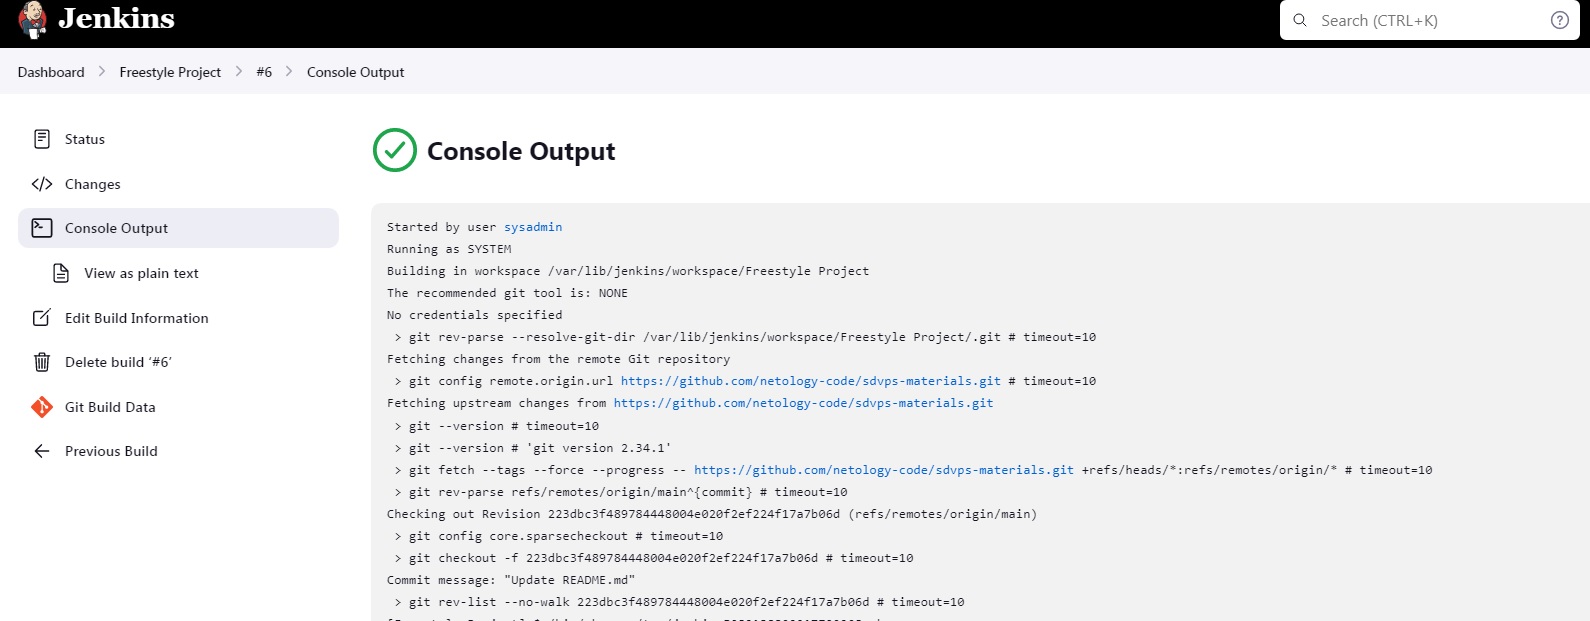 Jenkins
Search (CTRL+K)
Dashboard > Freestyle Project > #6 > Console Output
Status
Changes
Console Output
View as plain text
Edit Build Information
Delete build ‘#6’
Git Build Data
Previous Build
Console Output
Started by user sysadmin
Running as SYSTEM
Building in workspace /var/lib/jenkins/workspace/Freestyle Project
The recommended git tool is: NONE
No credentials specified
> git rev-parse --resolve-git-dir /var/lib/jenkins/workspace/Freestyle Project/.git # timeout=10
Fetching changes from the remote Git repository
> git config remote.origin.url https://github.com/netology-code/sdvps-materials.git # timeout=10
Fetching upstream changes from https://github.com/netology-code/sdvps-materials.git
> git --version # timeout=10
> git --version # 'git version 2.34.1'
> git fetch --tags --force --progress -- https://github.com/netology-code/sdvps-materials.git +refs/heads/*:refs/remotes/origin/* # timeout=10
> git rev-parse refs/remotes/origin/main^{commit} # timeout=10
Checking out Revision 223dbc3f489784448004e020f2ef224f17a7b06d (refs/remotes/origin/main)
> git config core.sparsecheckout # timeout=10
> git checkout -f 223dbc3f489784448004e020f2ef224f17a7b06d # timeout=10
Commit message: "Update README.md"
> git rev-list --no-walk 223dbc3f489784448004e020f2ef224f17a7b06d # timeout=10